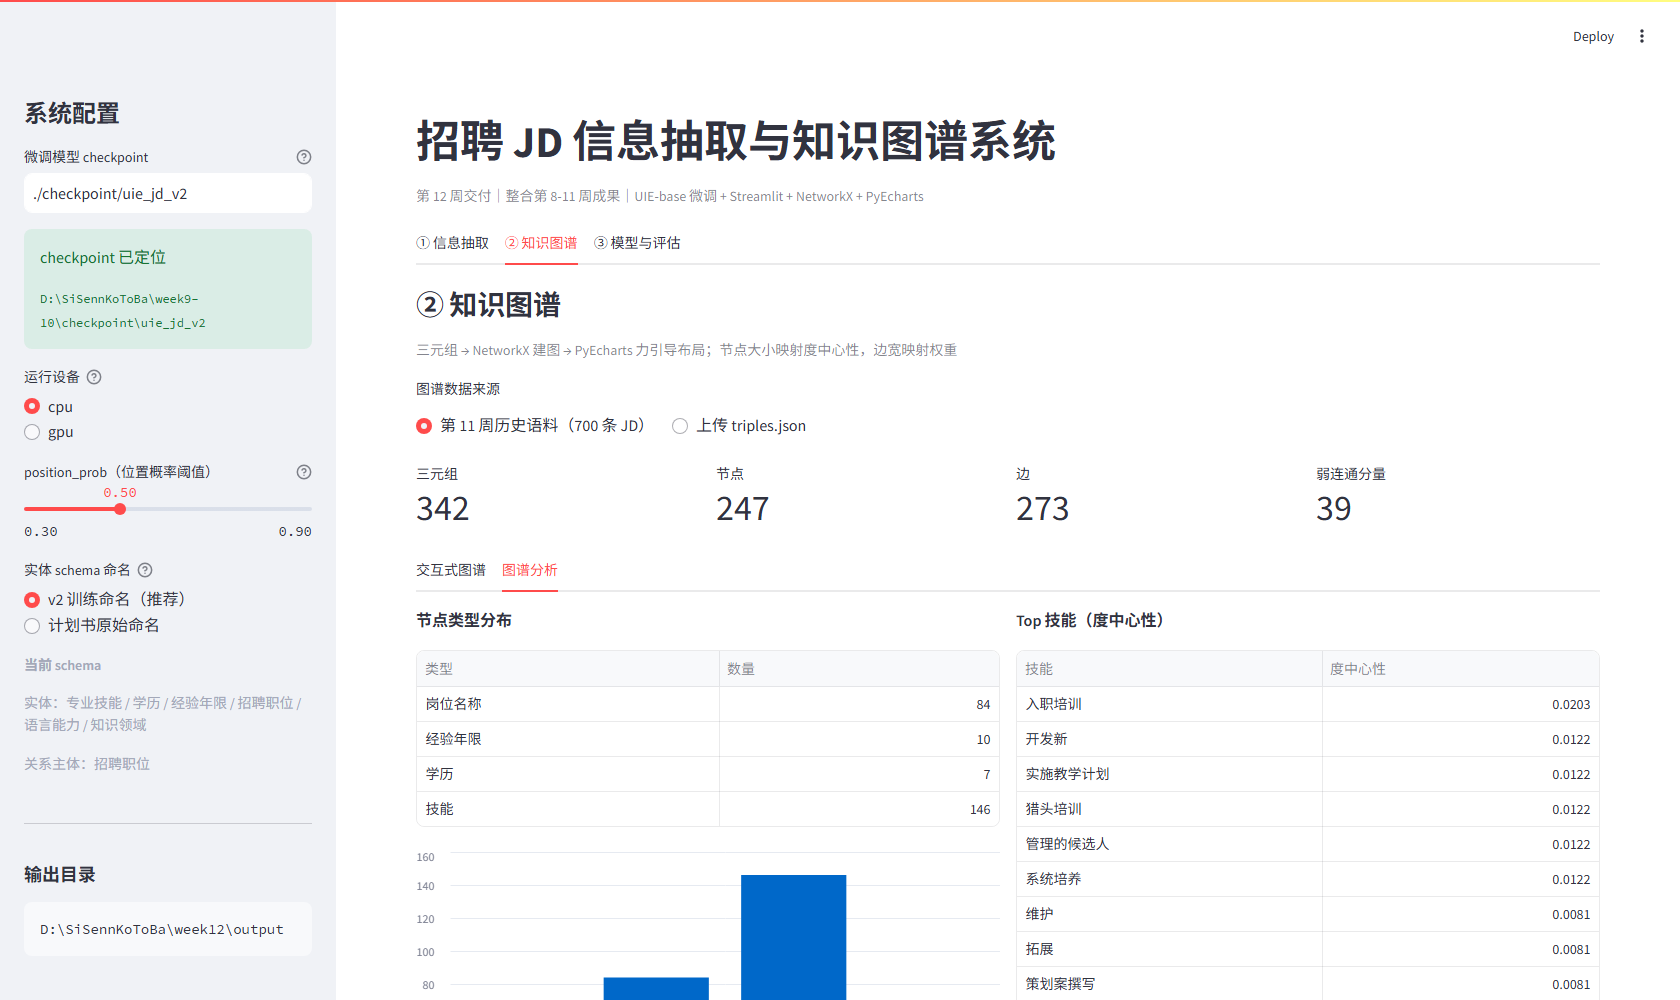 Deploy
系统配置
微调模型 checkpoint
./checkpoint/uie_jd_v2
checkpoint 已定位
D:\SiSennKoToBa\week9-
10\checkpoint\uie_jd_v2
运行设备
cpu
gpu
position_prob（位置概率阈值）
0.50
0.30 0.90
实体 schema 命名
v2 训练命名（推荐）
计划书原始命名
当前 schema
实体：专业技能 / 学历 / 经验年限 / 招聘职位 /
语言能力 / 知识领域
关系主体：招聘职位
输出目录
D:\SiSennKoToBa\week12\output
招聘 JD 信息抽取与知识图谱系统
第 12 周交付｜整合第 8-11 周成果｜UIE-base 微调 + Streamlit + NetworkX + PyEcharts
① 信息抽取 ② 知识图谱 ③ 模型与评估
② 知识图谱
三元组 → NetworkX 建图 → PyEcharts 力引导布局；节点大小映射度中心性，边宽映射权重
图谱数据来源
第 11 周历史语料（700 条 JD） 上传 triples.json
三元组 节点 边 弱连通分量
342 247 273 39
交互式图谱 图谱分析
节点类型分布
类型 数量
岗位名称 84
经验年限 10
学历 7
技能 146
160
140
120
100
80
Top 技能（度中心性）
技能 度中心性
入职培训 0.0203
开发新 0.0122
实施教学计划 0.0122
猎头培训 0.0122
管理的候选人 0.0122
系统培养 0.0122
维护 0.0081
拓展 0.0081
策划案撰写 0.0081